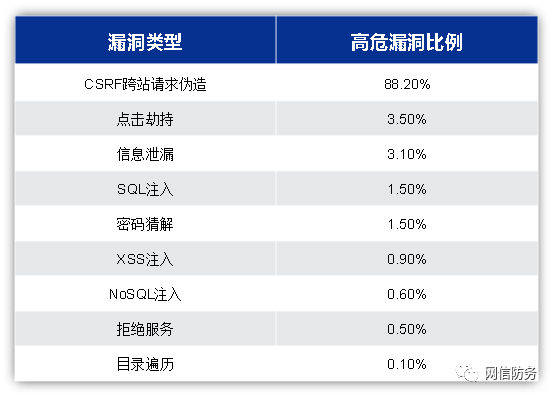 漏洞类型 高危漏洞比例
CSRF跨站请求伪造 88.20%
点击劫持 3.50%
信息泄漏 3.10%
SQL注入 1.50%
密码猜解 1.50%
XSS注入 0.90%
NoSQL注入 0.60%
拒绝服务 0.50%
目录遍历 0.10%
网信防务